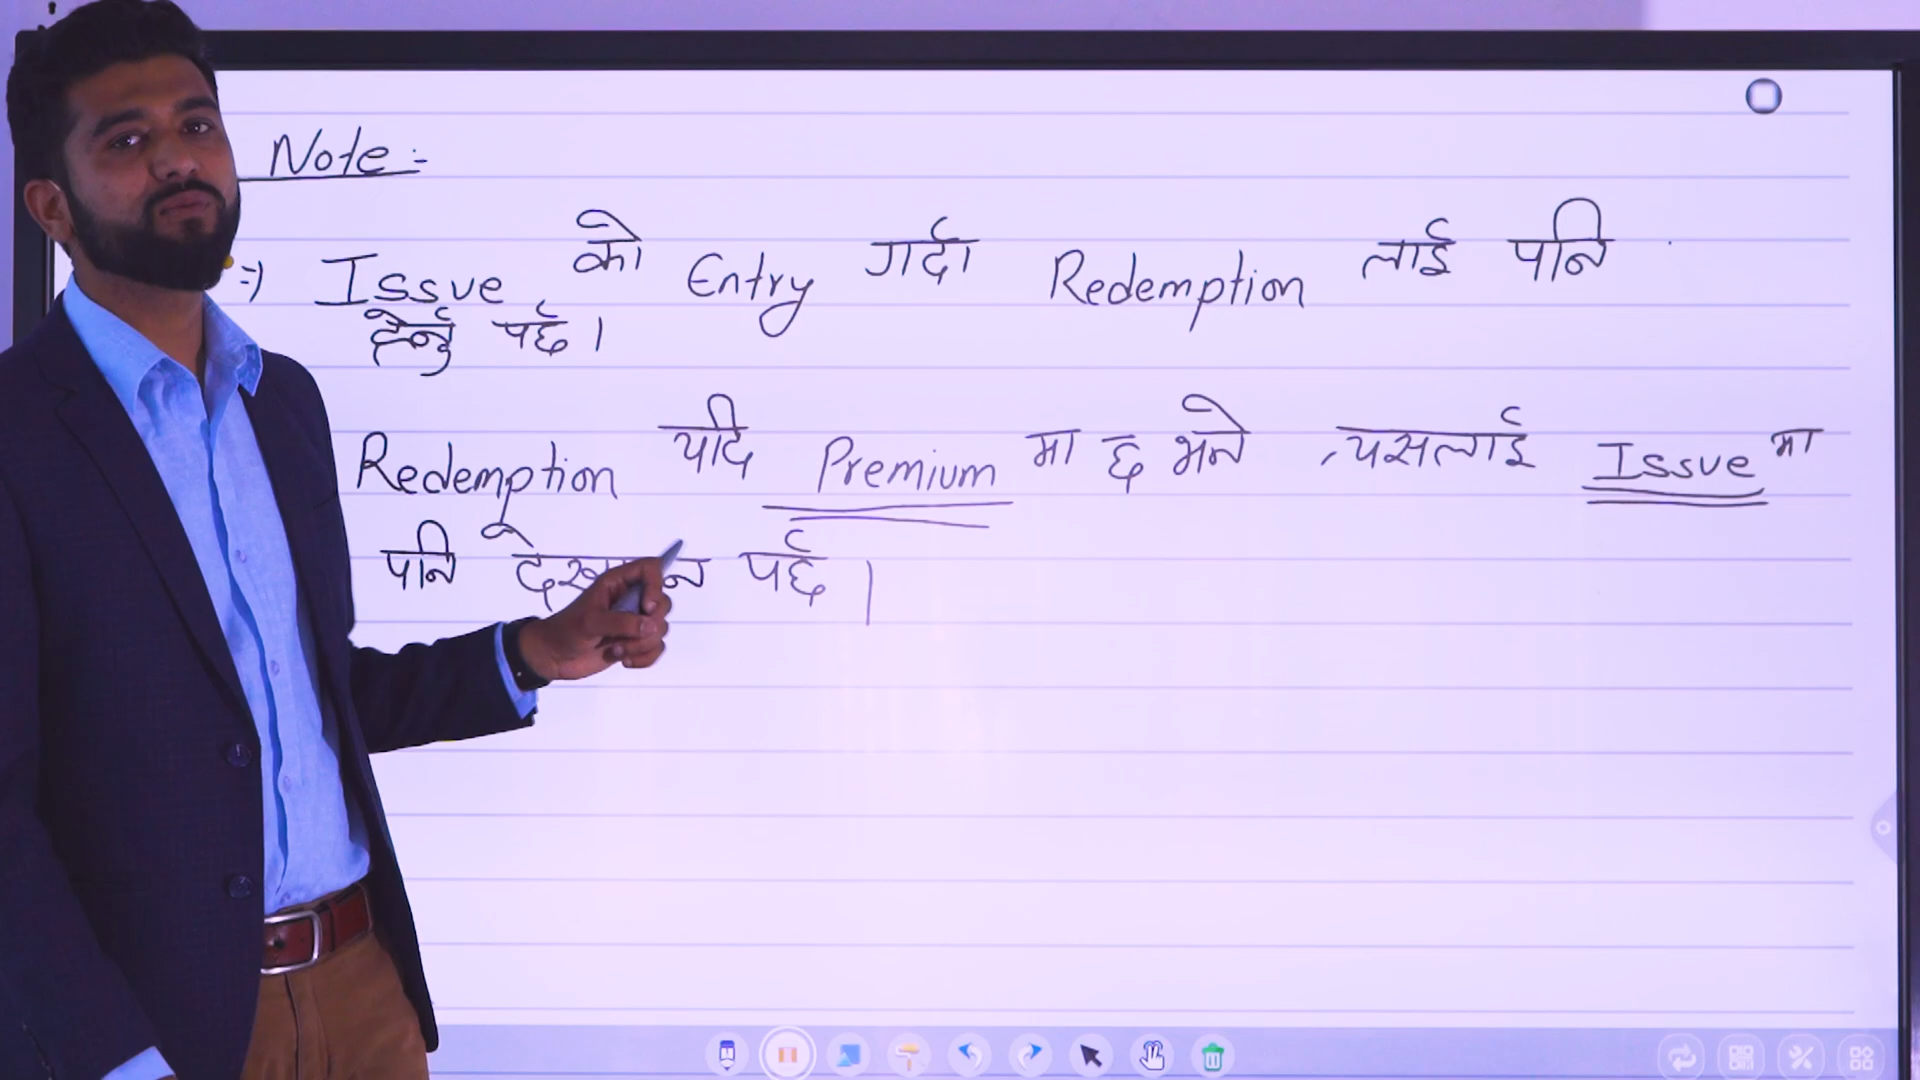 Note :-
=) Issue को Entry गर्दा Redemption लाई पनि
हेर्नु पर्छ ।
Redemption यदि Premium मा छ भने त्यसलाई Issue मा
पनि पर्छ ।